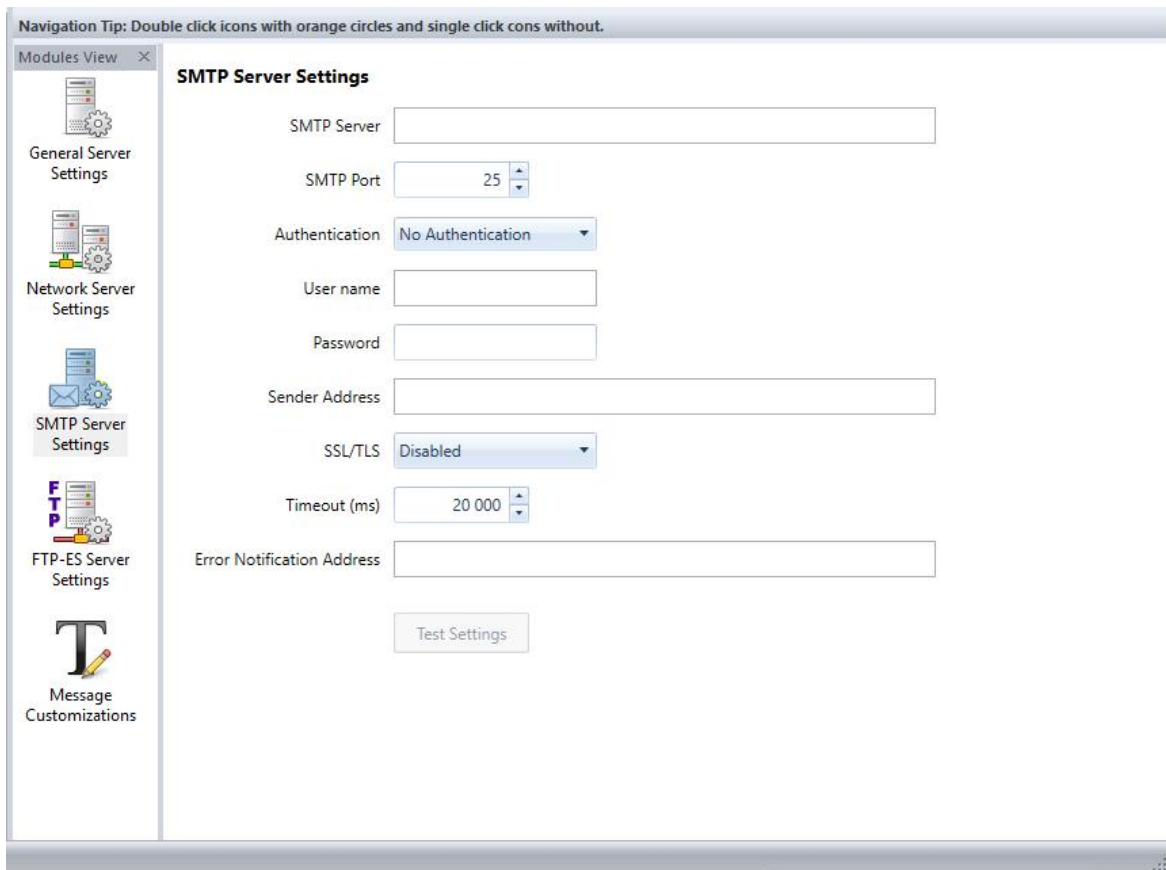 Navigation Tip: Double click icons with orange circles and single click cons without.
Modules View
General Server
Settings
Network Server
Settings
SMTP Server
Settings
FTP
FTP-ES Server
Settings
Message
Customizations
SMTP Server Settings
SMTP Server
SMTP Port 25
Authentication No Authentication
User name
Password
Sender Address
SSL/TLS Disabled
Timeout (ms) 20 000
Error Notification Address
Test Settings